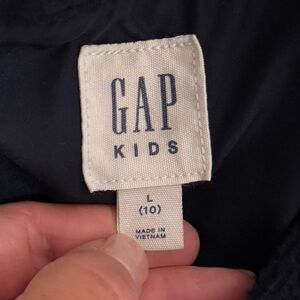 GAP
KIDS
L
(10)
MADE IN
VIETNAM